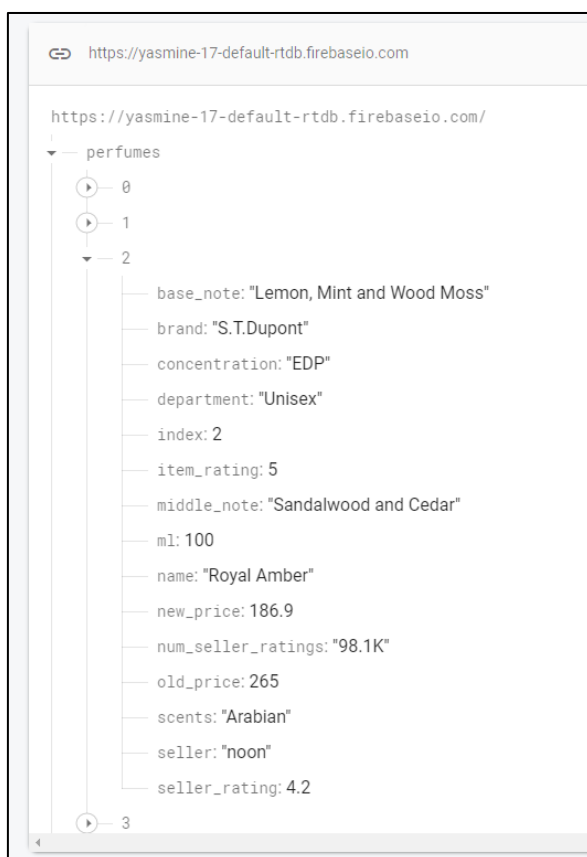 https://yasmine-17-default-rtdb.firebaseio.com
https://yasmine-17-default-rtdb.firebaseio.com/
perfumes
0
1
2
base_note: "Lemon, Mint and Wood Moss"
brand: "S.T.Dupont"
concentration: "EDP"
department: "Unisex"
index: 2
item_rating: 5
middle_note: "Sandalwood and Cedar"
ml: 100
name: "Royal Amber"
new_price: 186.9
num_seller_ratings: "98.1K"
old_price: 265
scents: "Arabian"
seller: "noon"
seller_rating: 4.2
3